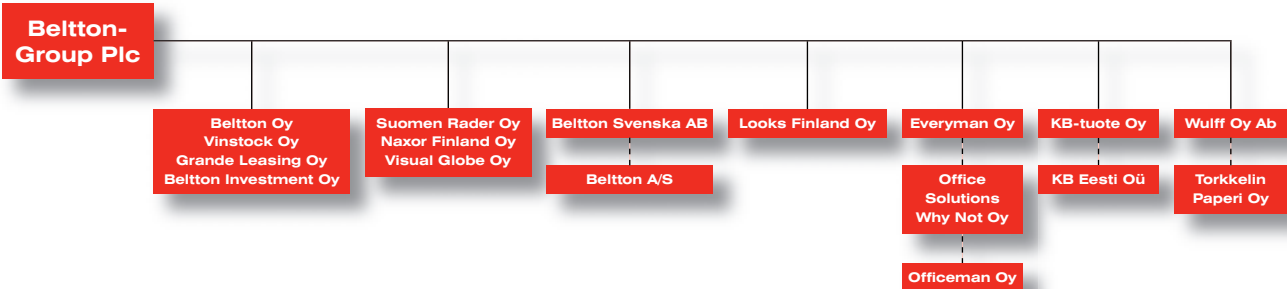 Beltton-
Group Plc
Beltton Oy
Vinstock Oy
Grande Leasing Oy
Beltton Investment Oy
Suomen Rader Oy
Naxor Finland Oy
Visual Globe Oy
Beltton Svenska AB
Beltton A/S
Looks Finland Oy
Everyman Oy
Office
Solutions
Why Not Oy
Officeman Oy
KB-tuote Oy
KB Eesti Oü
Wulff Oy Ab
Torkkelin
Paperi Oy